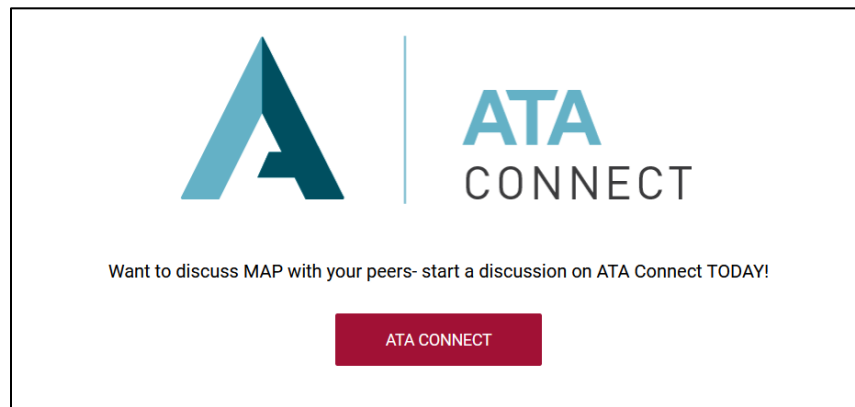 ATA
CONNECT
Want to discuss MAP with your peers- start a discussion on ATA Connect TODAY!
ATA CONNECT